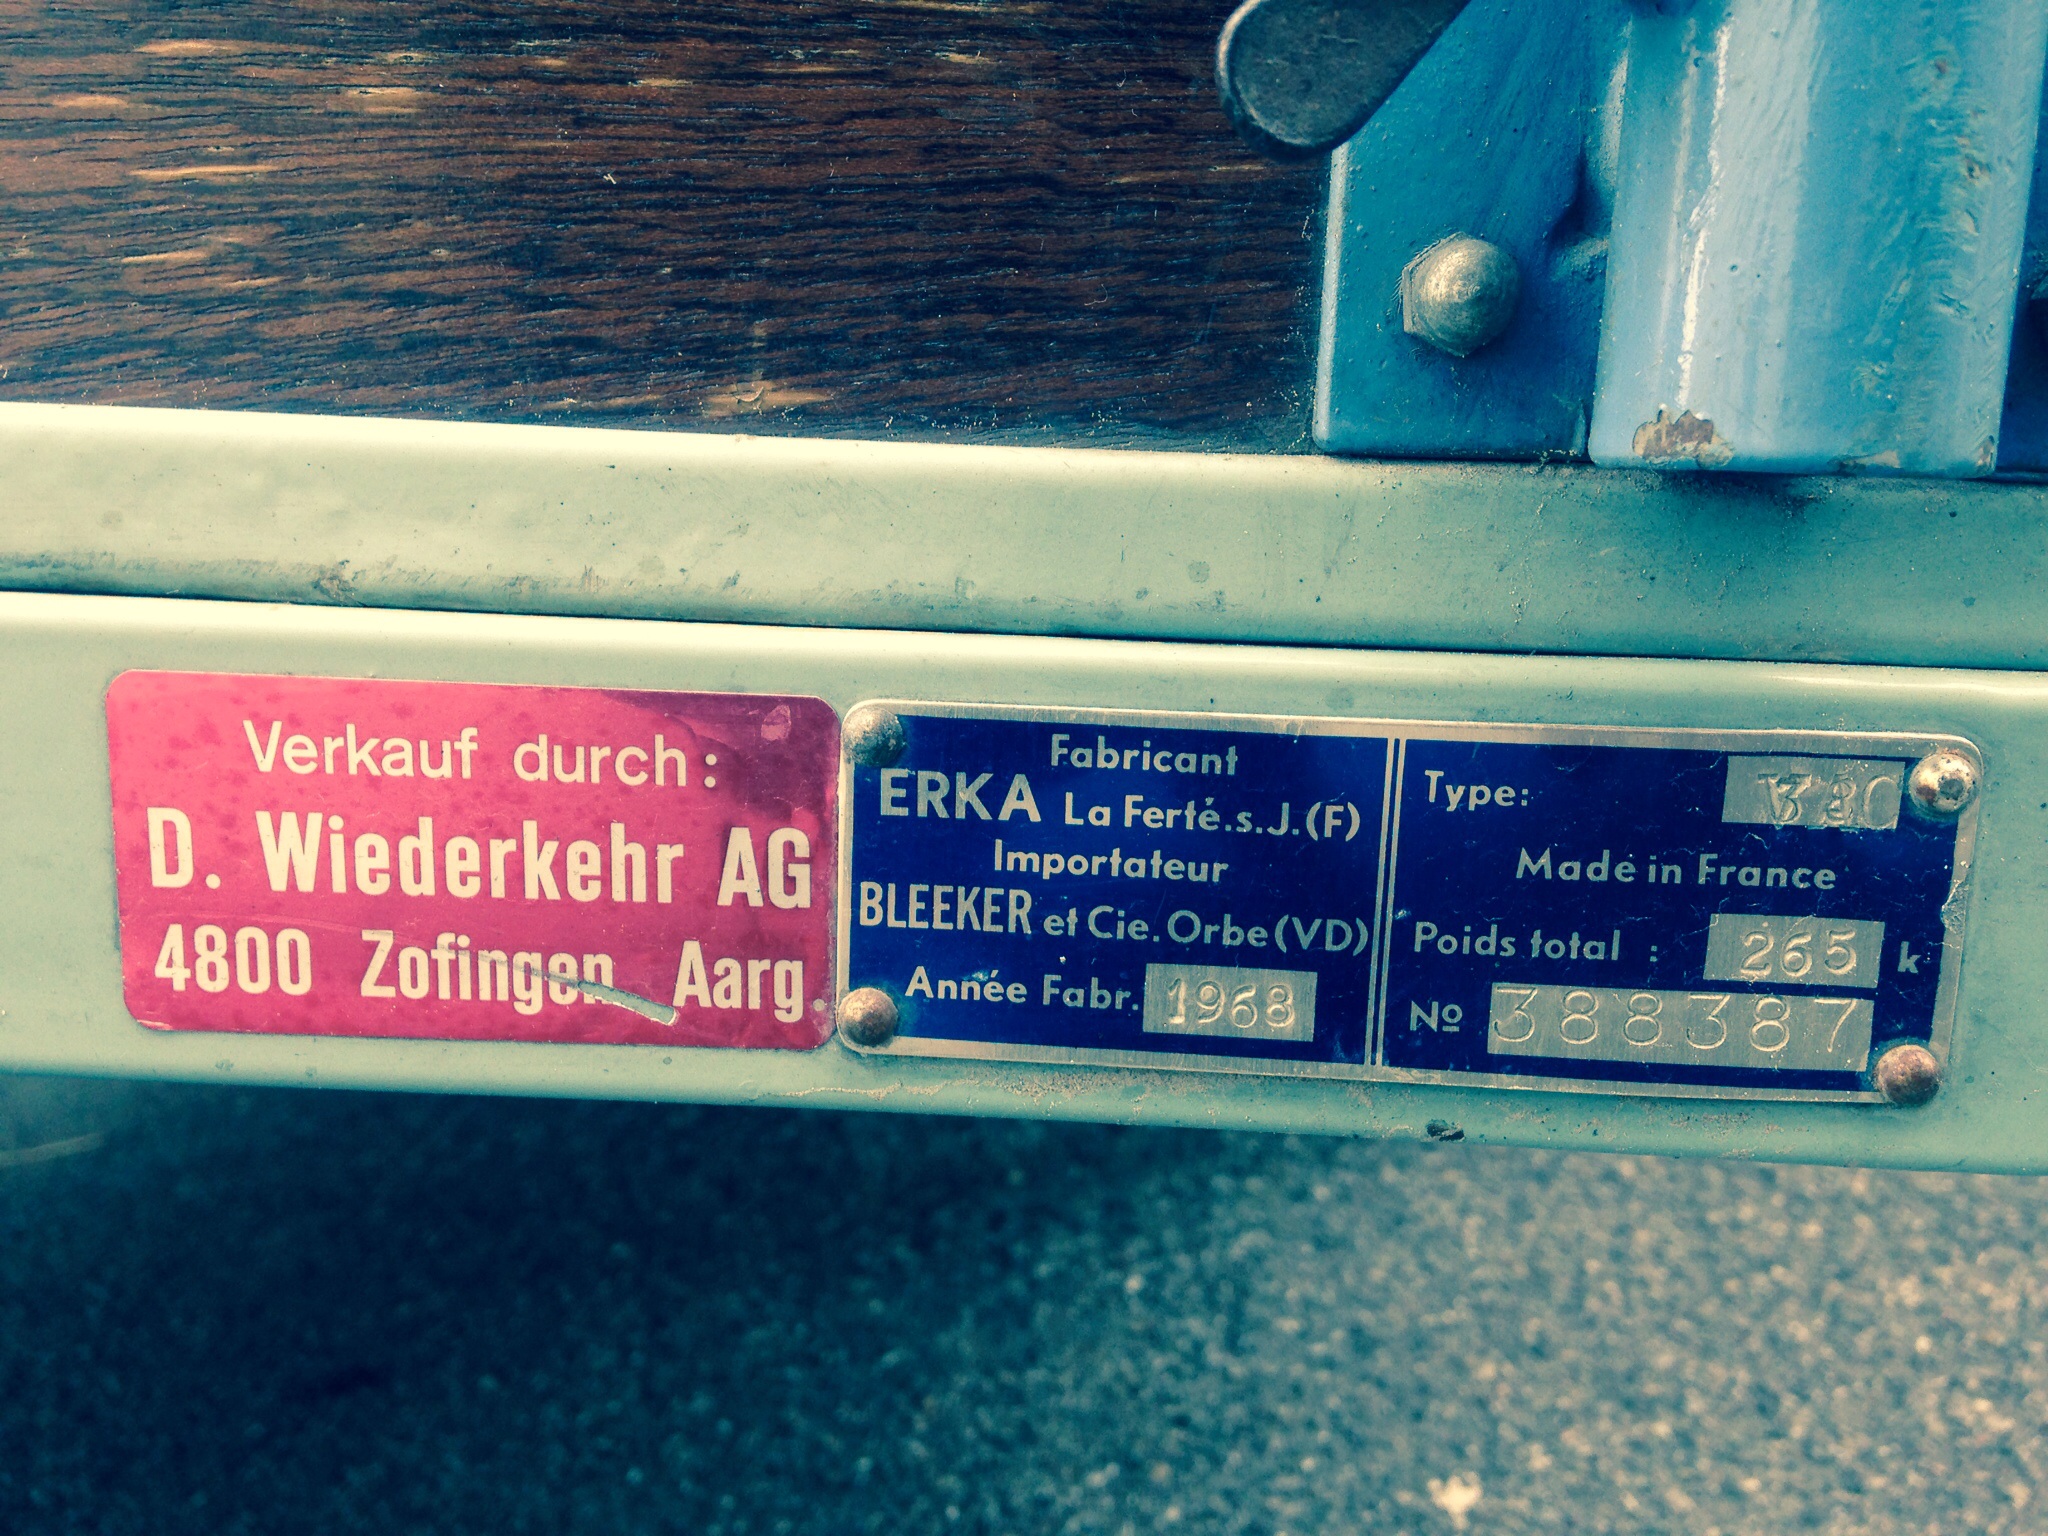 Verkauf durch:
D. Wiederkehr AG
4800 Zofingen Aarg.
Fabricant
ERKA La Ferté.s.J.(F)
Importateur
BLEEKER et Cie. Orbe (VD)
Année Fabr. 1968
Type:
Made in France
Poids total : 265 k
Nº 388387